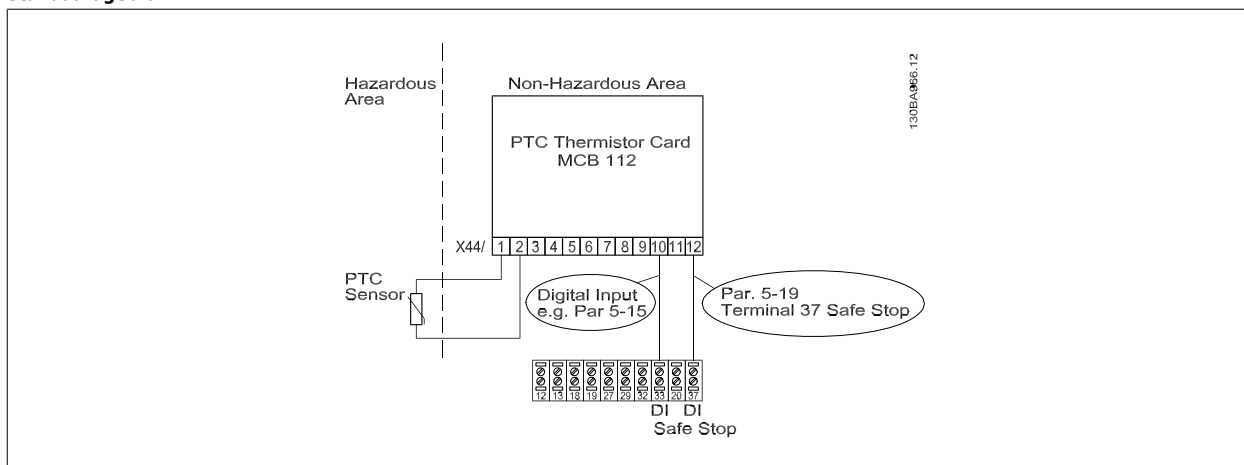 Hazardous
Area
Non-Hazardous Area
130BA966.12
PTC Thermistor Card
MCB 112
X44/ 1 2 3 4 5 6 7 8 9 10 11 12
PTC
Sensor
Digital Input
e.g. Par 5-15
Par. 5-19
Terminal 37 Safe Stop
12 13 18 19 27 29 32 33 20 37
DI DI
Safe Stop